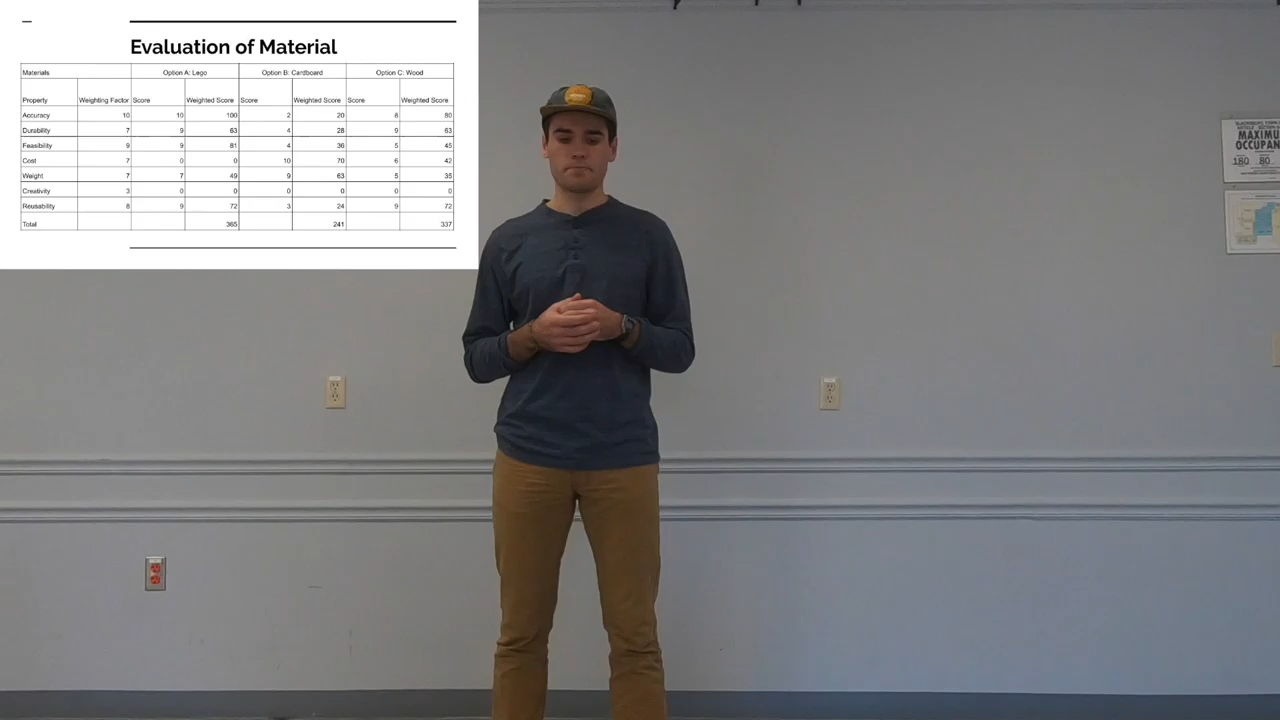 Evaluation of Material
Materials Option A: Lego Option B: Cardboard Option C: Wood
Property Weighting Factor Score Weighted Score Score Weighted Score Score Weighted Score
Accuracy 10 10 100 2 20 8 80
Durability 7 9 63 4 28 9 63
Feasibility 9 9 81 4 36 5 45
Cost 7 0 0 10 70 6 42
Weight 7 7 49 9 63 5 35
Creativity 3 0 0 0 0 0 0
Reusability 8 9 72 3 24 9 72
Total 365 241 337
MAXIMU
OCCUPAN
180 80